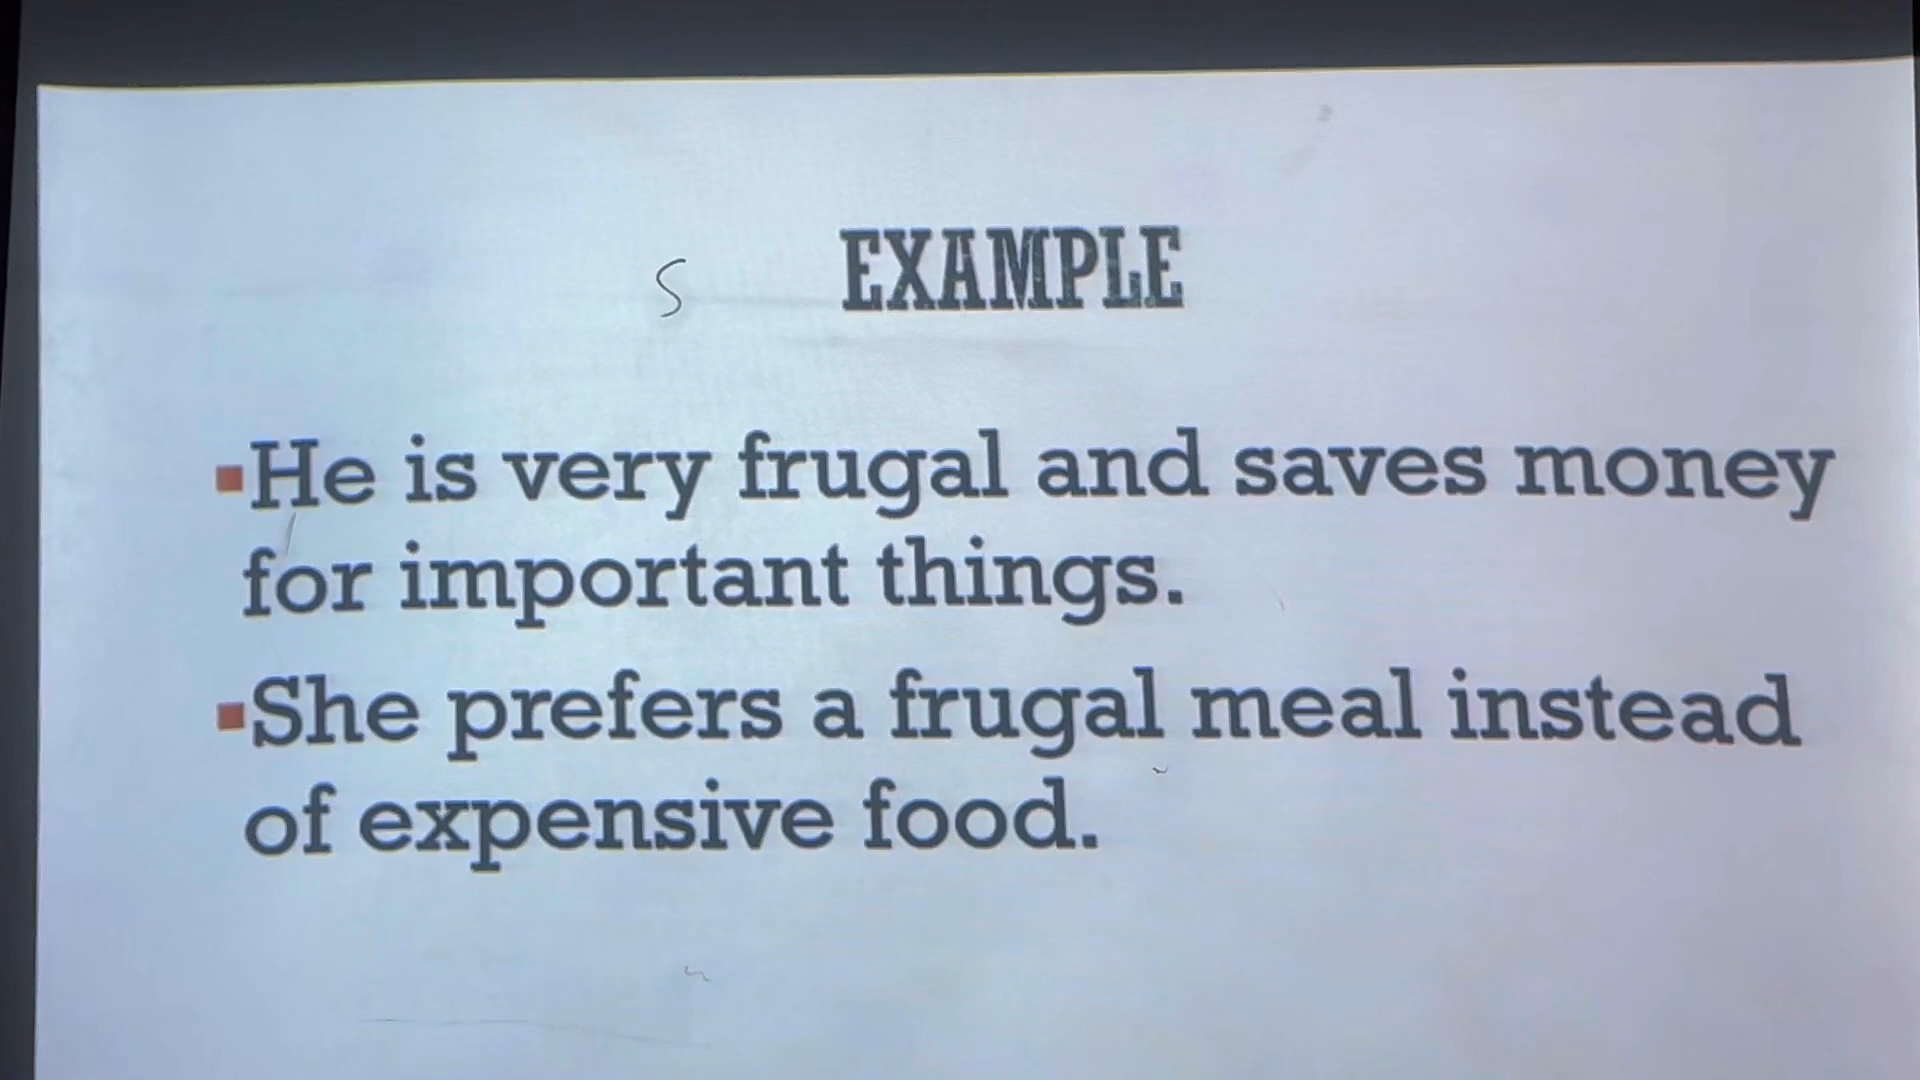 S EXAMPLE
▪He is very frugal and saves money
for important things.
▪She prefers a frugal meal instead
of expensive food.